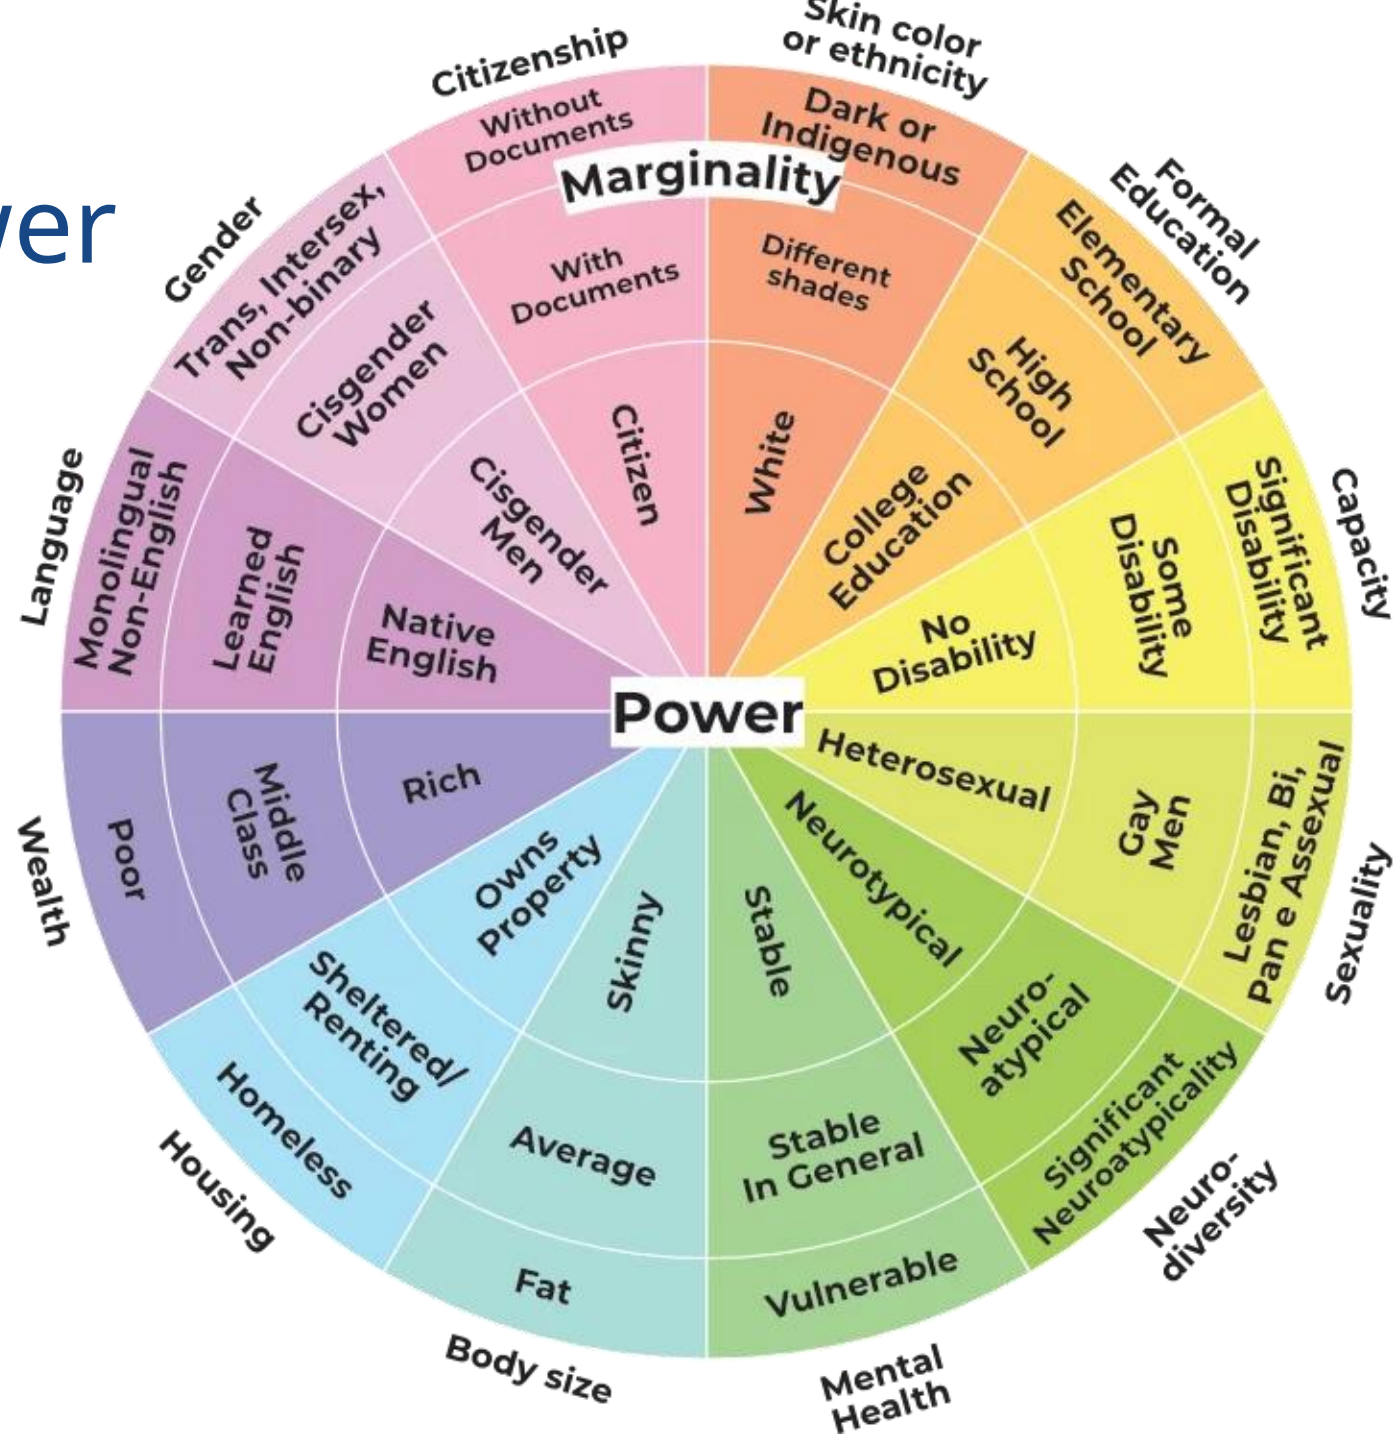 wer
Skin color
or ethnicity
Dark or
Indigenous
Different
shades
White
Formal
Education
Elementary
School
High
School
College
Education
Capacity
Significant
Disability
Some
Disability
No
Disability
Sexuality
Lesbian, Bi,
Pan e Assexual
Gay
Men
Heterosexual
Neuro-
diversity
Significant
Neuroatypicality
Neuro-
atypical
Neurotypical
Mental
Health
Vulnerable
Stable
In General
Stable
Body size
Fat
Average
Skinny
Housing
Homeless
Sheltered/
Renting
Owns
Property
Wealth
Poor
Middle
Class
Rich
Language
Monolingual
Non-English
Learned
English
Native
English
Gender
Trans, Intersex,
Non-binary
Cisgender
Women
Cisgender
Men
Citizenship
Without
Documents
With
Documents
Citizen
Marginality
Power